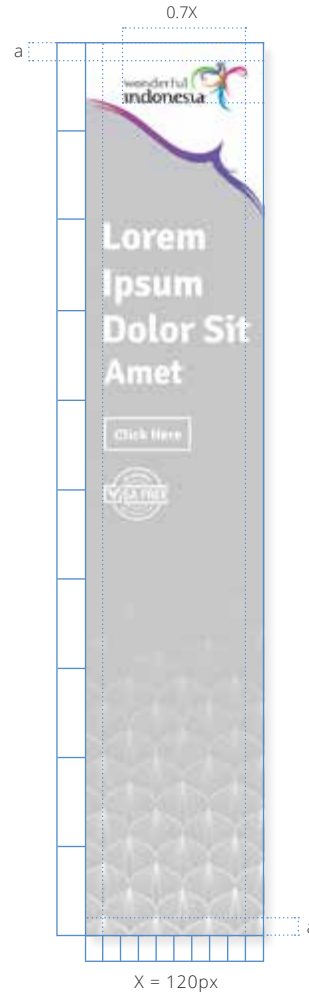 0.7X
a
wonderful
indonesia
Lorem
Ipsum
Dolor Sit
Amet
Click Here
VISA FREE
X = 120px